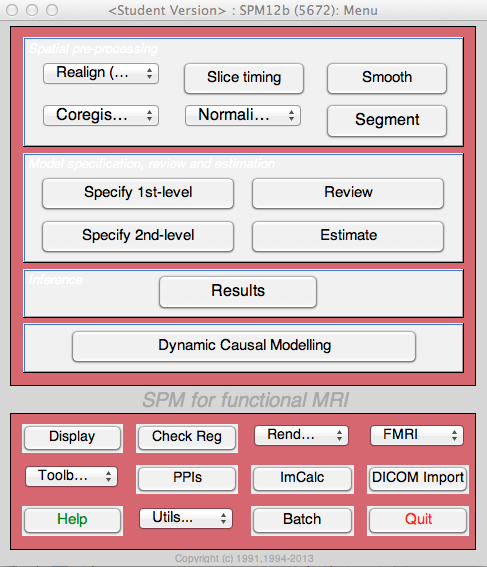 <Student Version> : SPM12b (5672): Menu
Spatial pre-processing
Realign (... Slice timing Smooth
Coregis... Normali... Segment
Model specification, review and estimation
Specify 1st-level Review
Specify 2nd-level Estimate
Inference
Results
Dynamic Causal Modelling
SPM for functional MRI
Display Check Reg Rend... FMRI
Toolb... PPIs ImCalc DICOM Import
Help Utils... Batch Quit
Copyright (c) 1991,1994-2013